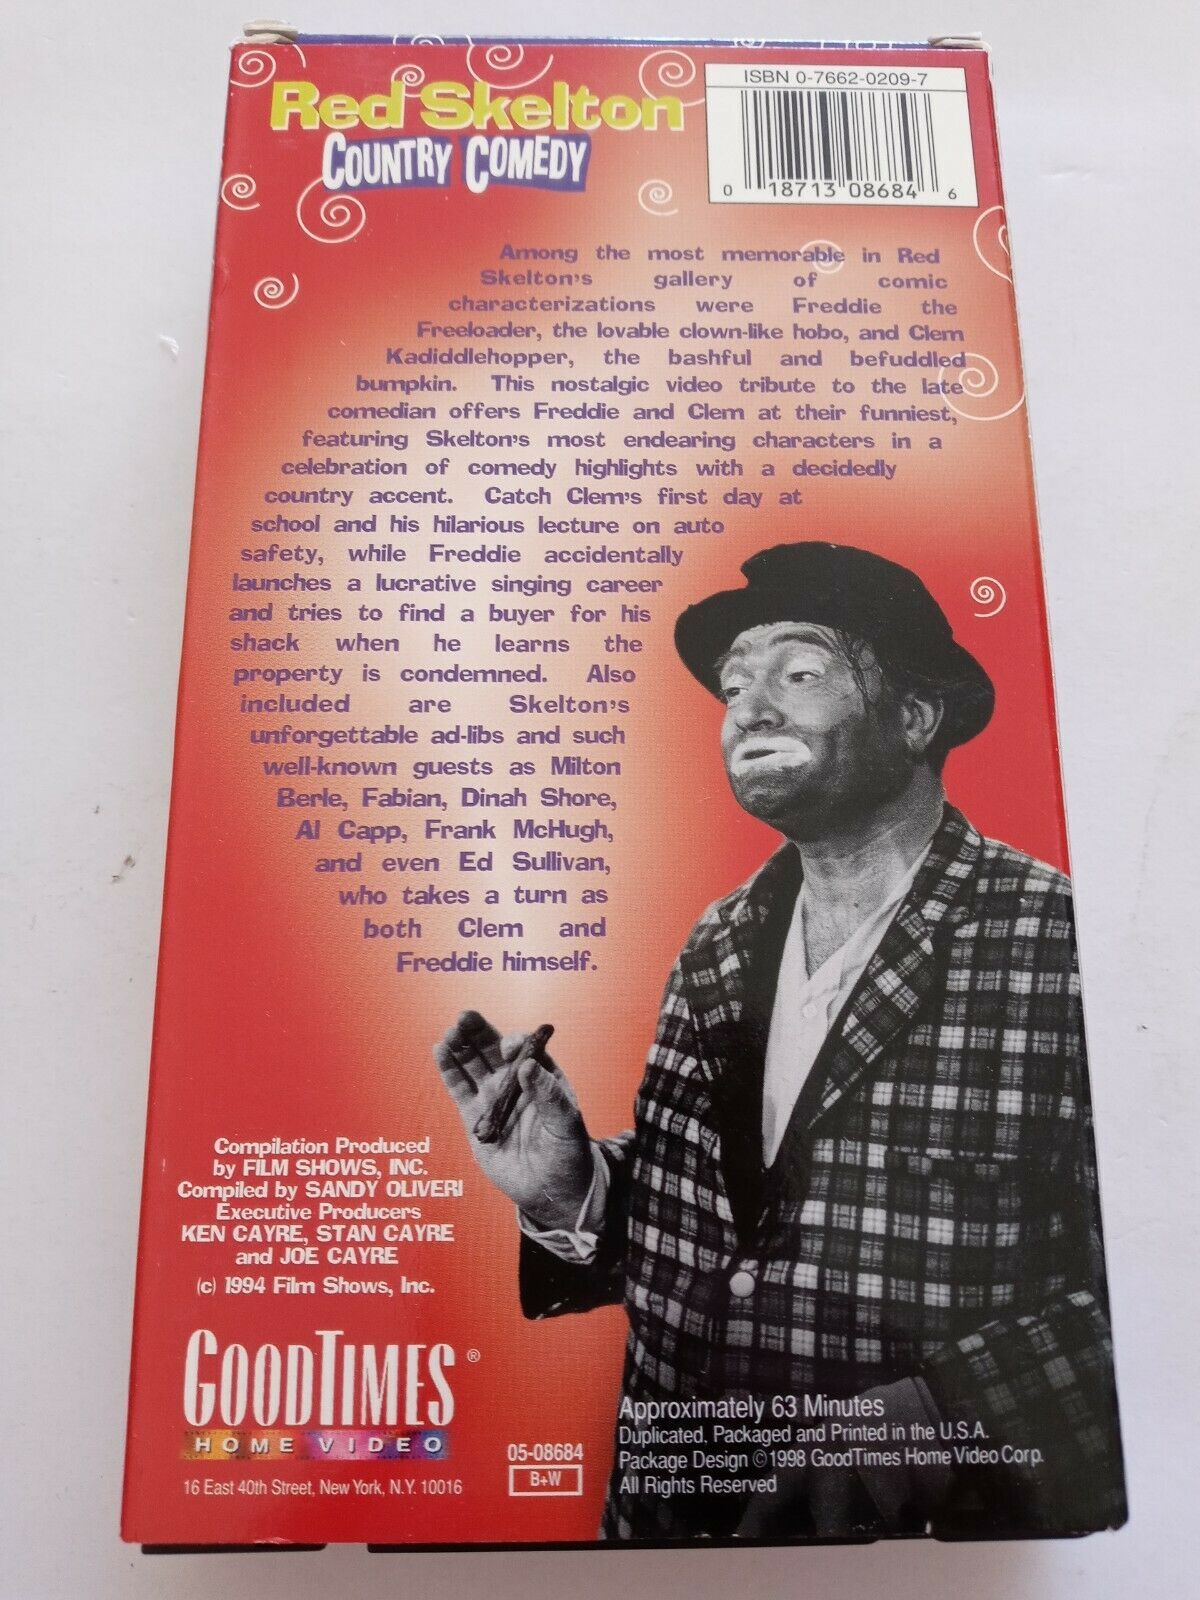 Red Skelton
COUNTRY COMEDY
ISBN 0-7662-0209-7
0 18713 08684 6
Among the most memorable in Red
Skelton's gallery of comic
characterizations were Freddie the
Freeloader, the lovable clown-like hobo, and Clem
Kadiddlehopper, the bashful and befuddled
bumpkin. This nostalgic video tribute to the late
comedian offers Freddie and Clem at their funniest,
featuring Skelton's most endearing characters in a
celebration of comedy highlights with a decidedly
country accent. Catch Clem's first day at
school and his hilarious lecture on auto
safety, while Freddie accidentally
launches a lucrative singing career
and tries to find a buyer for his
shack when he learns the
property is condemned. Also
included are Skelton's
unforgettable ad-libs and such
well-known guests as Milton
Berle, Fabian, Dinah Shore,
Al Capp, Frank McHugh,
and even Ed Sullivan,
who takes a turn as
both Clem and
Freddie himself.
Compilation Produced
by FILM SHOWS, INC.
Compiled by SANDY OLIVERI
Executive Producers
KEN CAYRE, STAN CAYRE
and JOE CAYRE
(c) 1994 Film Shows, Inc.
GOODTIMES®
HOME VIDEO
16 East 40th Street, New York, N.Y. 10016
05-08684
B+W
Approximately 63 Minutes
Duplicated, Packaged and Printed in the U.S.A.
Package Design ©1998 GoodTimes Home Video Corp.
All Rights Reserved